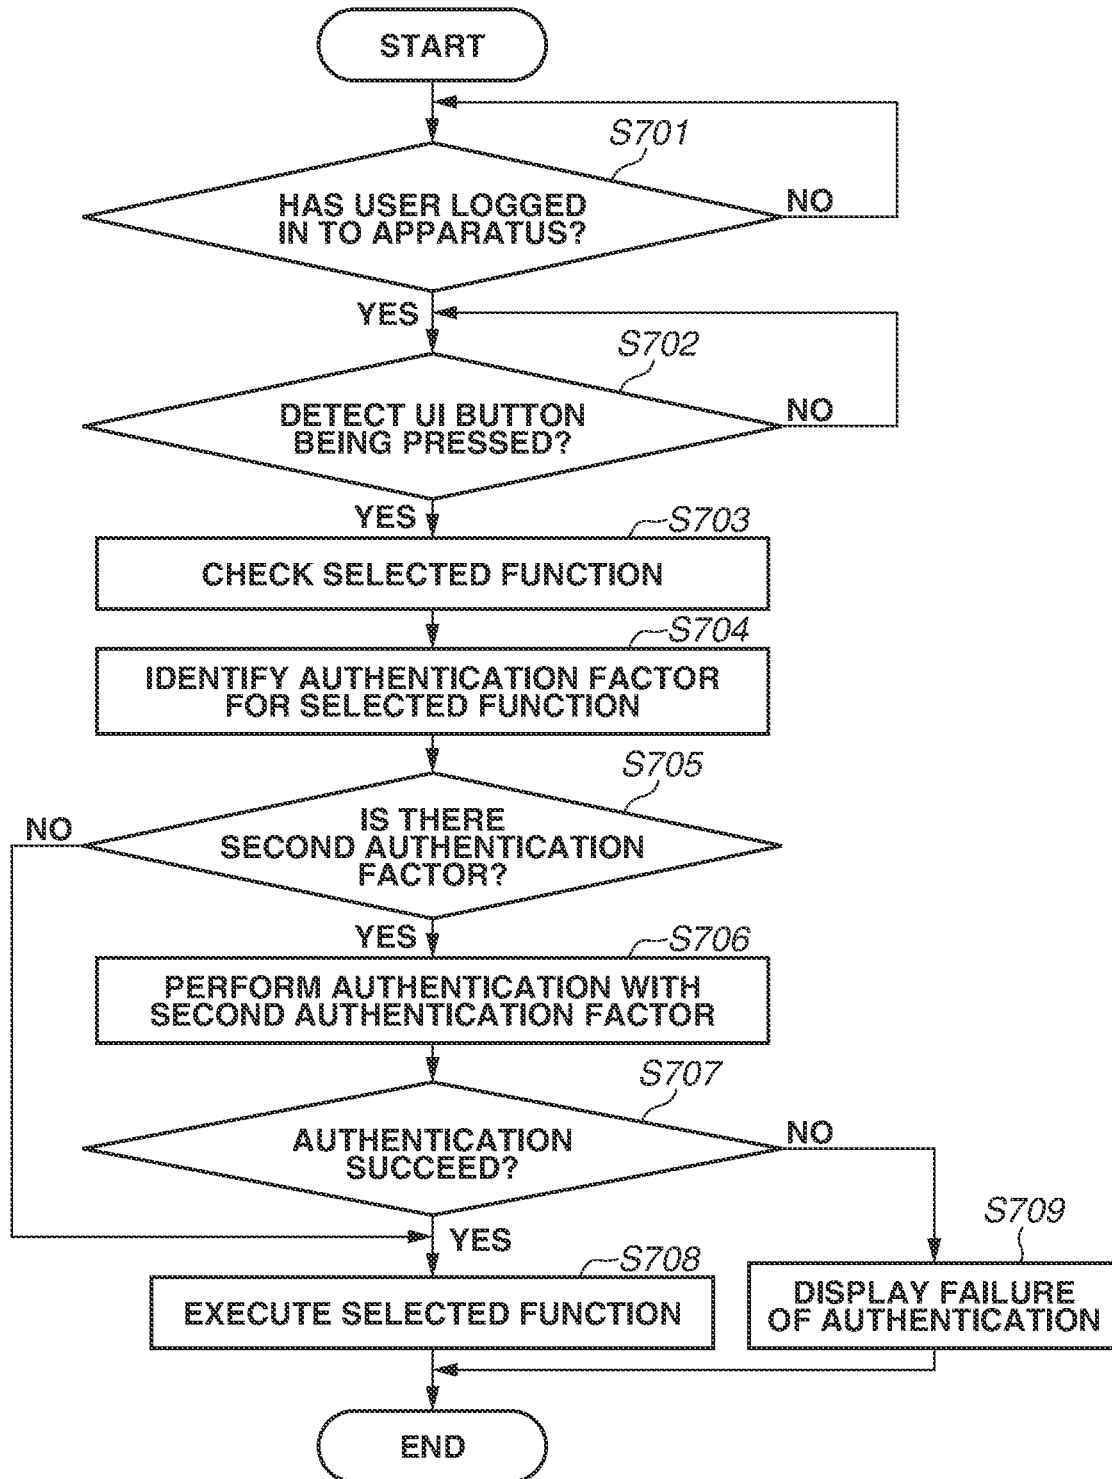 START
S701
HAS USER LOGGED
IN TO APPARATUS?
NO
YES
S702
DETECT UI BUTTON
BEING PRESSED?
NO
YES
S703
CHECK SELECTED FUNCTION
S704
IDENTIFY AUTHENTICATION FACTOR
FOR SELECTED FUNCTION
S705
IS THERE
SECOND AUTHENTICATION
FACTOR?
NO
YES
S706
PERFORM AUTHENTICATION WITH
SECOND AUTHENTICATION FACTOR
S707
AUTHENTICATION
SUCCEED?
NO
YES
S708
EXECUTE SELECTED FUNCTION
S709
DISPLAY FAILURE
OF AUTHENTICATION
END